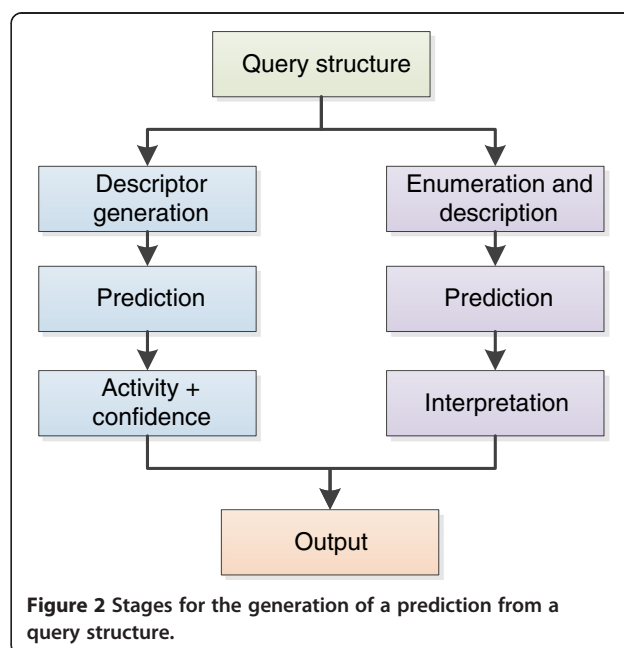 Query structure
Descriptor
generation
Enumeration and
description
Prediction
Prediction
Activity +
confidence
Interpretation
Output
Figure 2 Stages for the generation of a prediction from a
query structure.